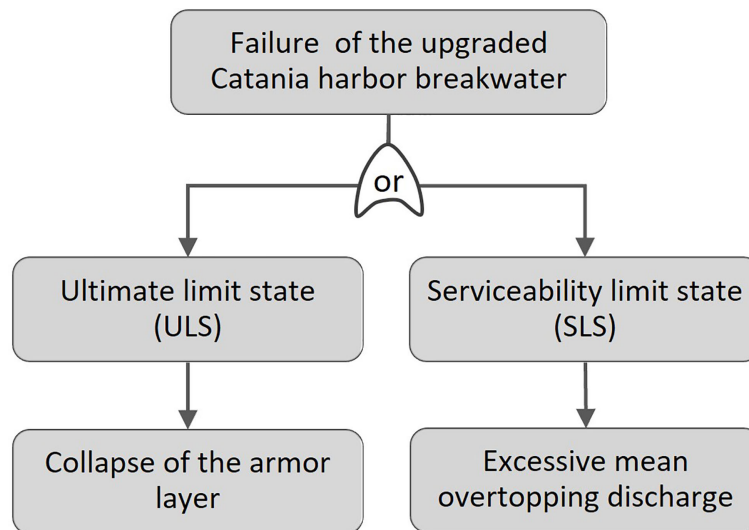 Failure of the upgraded
Catania harbor breakwater
or
Ultimate limit state
(ULS)
Serviceability limit state
(SLS)
Collapse of the armor
layer
Excessive mean
overtopping discharge